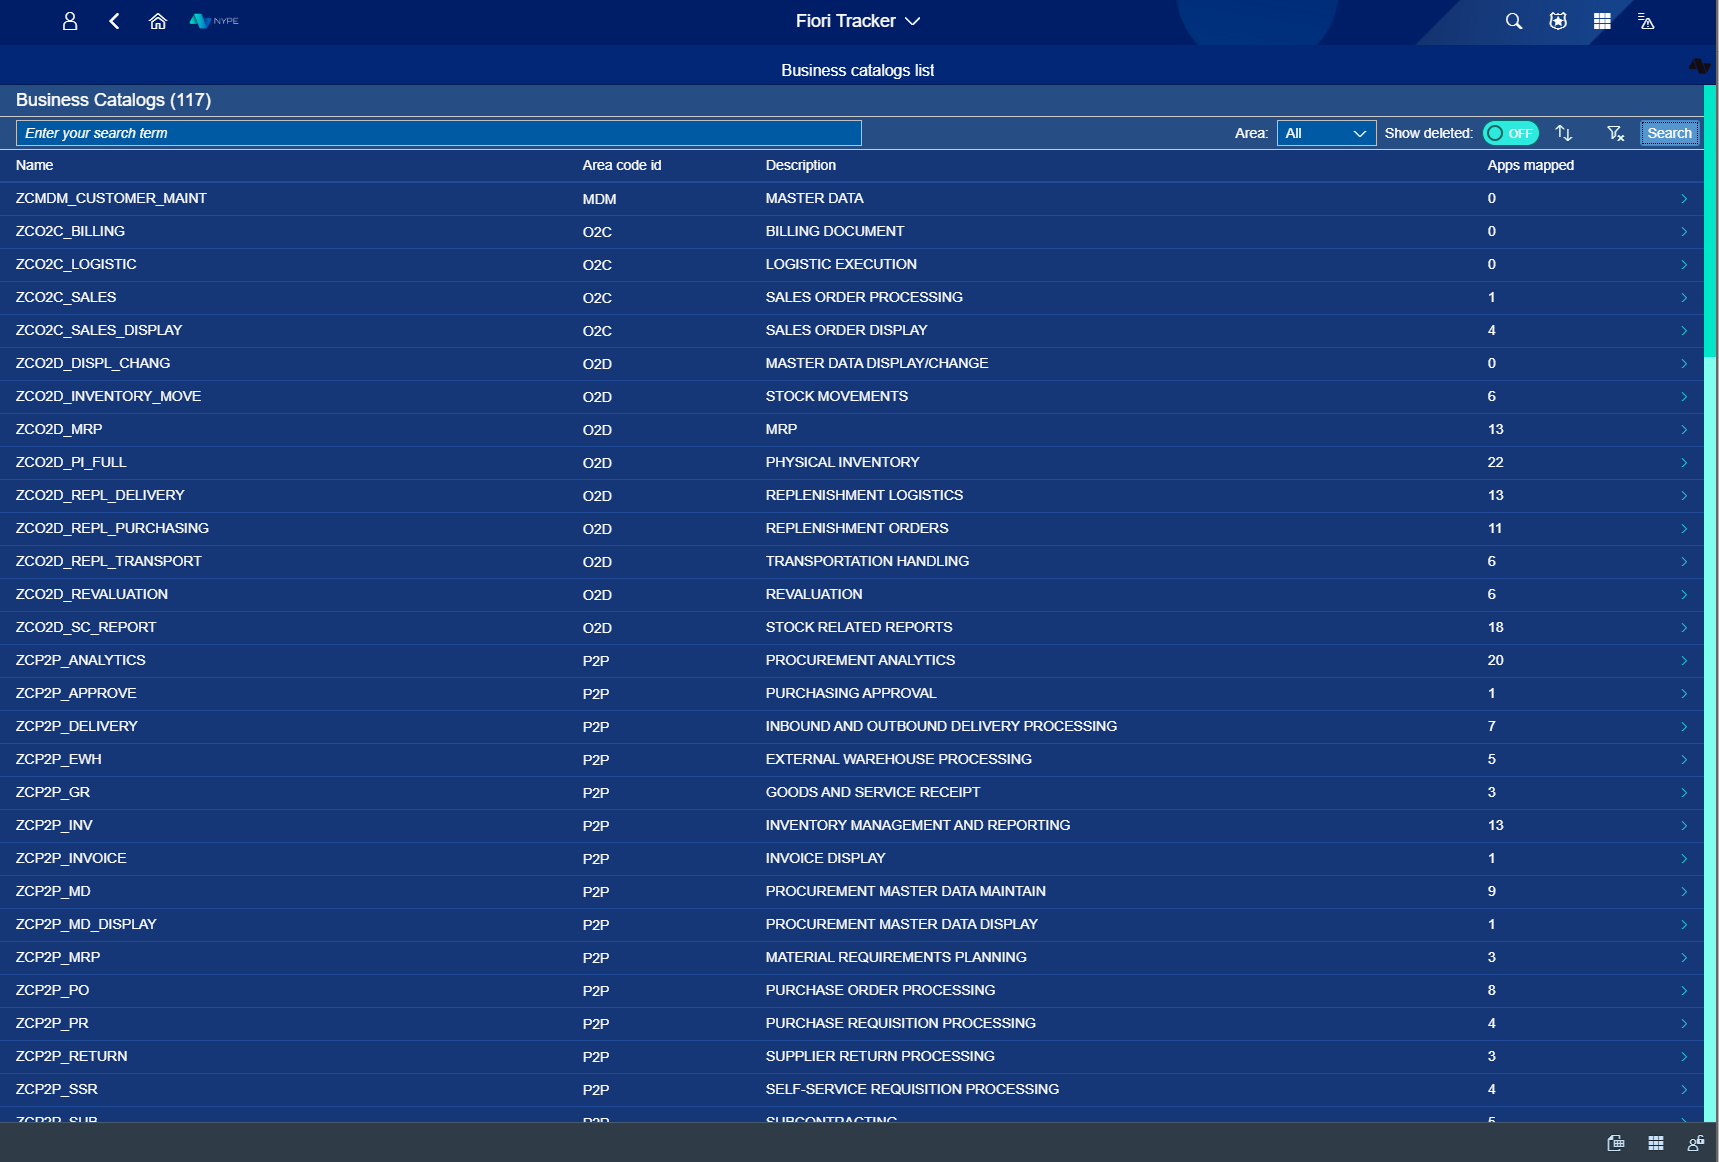 NYPE
Fiori Tracker
Business catalogs list
Business Catalogs (117)
Enter your search term Area: All Show deleted: OFF Search
Name Area code id Description Apps mapped
ZCMDM_CUSTOMER_MAINT MDM MASTER DATA 0
ZCO2C_BILLING O2C BILLING DOCUMENT 0
ZCO2C_LOGISTIC O2C LOGISTIC EXECUTION 0
ZCO2C_SALES O2C SALES ORDER PROCESSING 1
ZCO2C_SALES_DISPLAY O2C SALES ORDER DISPLAY 4
ZCO2D_DISPL_CHANG O2D MASTER DATA DISPLAY/CHANGE 0
ZCO2D_INVENTORY_MOVE O2D STOCK MOVEMENTS 6
ZCO2D_MRP O2D MRP 13
ZCO2D_PI_FULL O2D PHYSICAL INVENTORY 22
ZCO2D_REPL_DELIVERY O2D REPLENISHMENT LOGISTICS 13
ZCO2D_REPL_PURCHASING O2D REPLENISHMENT ORDERS 11
ZCO2D_REPL_TRANSPORT O2D TRANSPORTATION HANDLING 6
ZCO2D_REVALUATION O2D REVALUATION 6
ZCO2D_SC_REPORT O2D STOCK RELATED REPORTS 18
ZCP2P_ANALYTICS P2P PROCUREMENT ANALYTICS 20
ZCP2P_APPROVE P2P PURCHASING APPROVAL 1
ZCP2P_DELIVERY P2P INBOUND AND OUTBOUND DELIVERY PROCESSING 7
ZCP2P_EWH P2P EXTERNAL WAREHOUSE PROCESSING 5
ZCP2P_GR P2P GOODS AND SERVICE RECEIPT 3
ZCP2P_INV P2P INVENTORY MANAGEMENT AND REPORTING 13
ZCP2P_INVOICE P2P INVOICE DISPLAY 1
ZCP2P_MD P2P PROCUREMENT MASTER DATA MAINTAIN 9
ZCP2P_MD_DISPLAY P2P PROCUREMENT MASTER DATA DISPLAY 1
ZCP2P_MRP P2P MATERIAL REQUIREMENTS PLANNING 3
ZCP2P_PO P2P PURCHASE ORDER PROCESSING 8
ZCP2P_PR P2P PURCHASE REQUISITION PROCESSING 4
ZCP2P_RETURN P2P SUPPLIER RETURN PROCESSING 3
ZCP2P_SSR P2P SELF-SERVICE REQUISITION PROCESSING 4
ZCP2P_SUB P2P SUBCONTRACTING 5